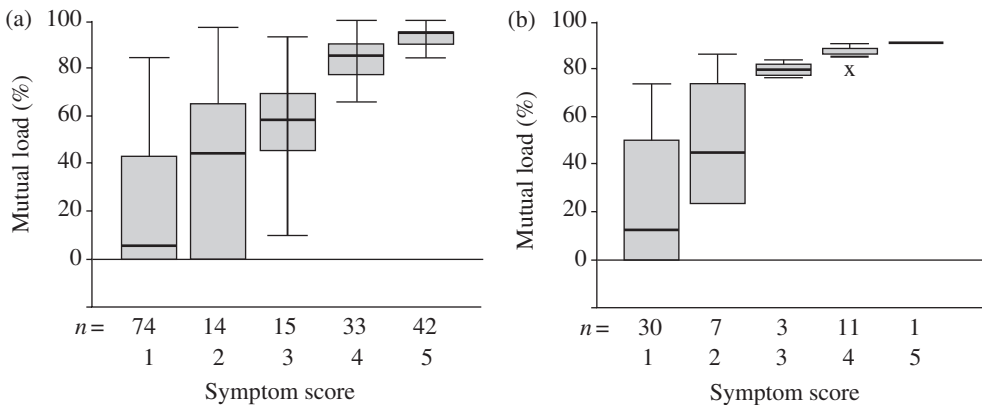 (a)
Mutual load (%)
100
80
60
40
20
0
n = 74 14 15 33 42
1 2 3 4 5
Symptom score
(b)
Mutual load (%)
100
80
60
40
20
0
x
n = 30 7 3 11 1
1 2 3 4 5
Symptom score